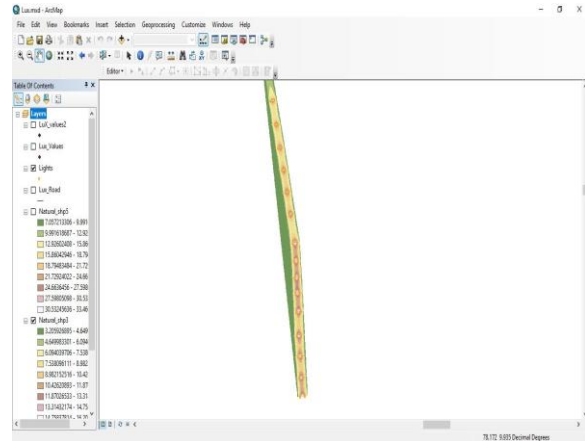 Lux.mxd - ArcMap
File Edit View Bookmarks Insert Selection Geoprocessing Customize Windows Help
Editor
Table Of Contents
Layers
LuX_values2
Lux_Values
Lights
Lux_Road
Natural_shp5
7.057213306 - 9.991
9.991618687 - 12.92
12.92602408 - 15.86
15.86042946 - 18.79
18.79483484 - 21.72
21.72924022 - 24.66
24.6636456 - 27.598
27.59805098 - 30.53
30.53245636 - 33.46
Natural_shp3
3.205926885 - 4.649
4.649983301 - 6.094
6.094039706 - 7.538
7.538096111 - 8.982
8.982152516 - 10.42
10.42620893 - 11.87
11.87026533 - 13.31
13.31432174 - 14.75
78.172 9.935 Decimal Degrees